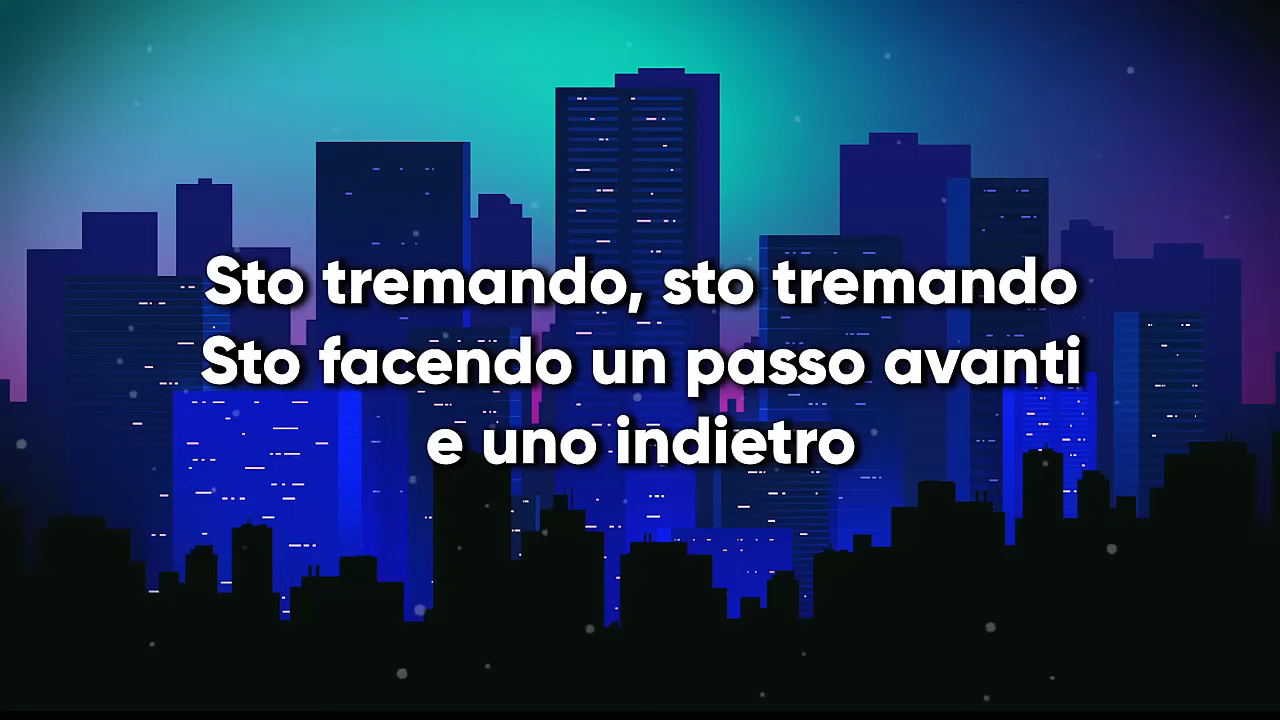 Sto tremando, sto tremando
Sto facendo un passo avanti
e uno indietro